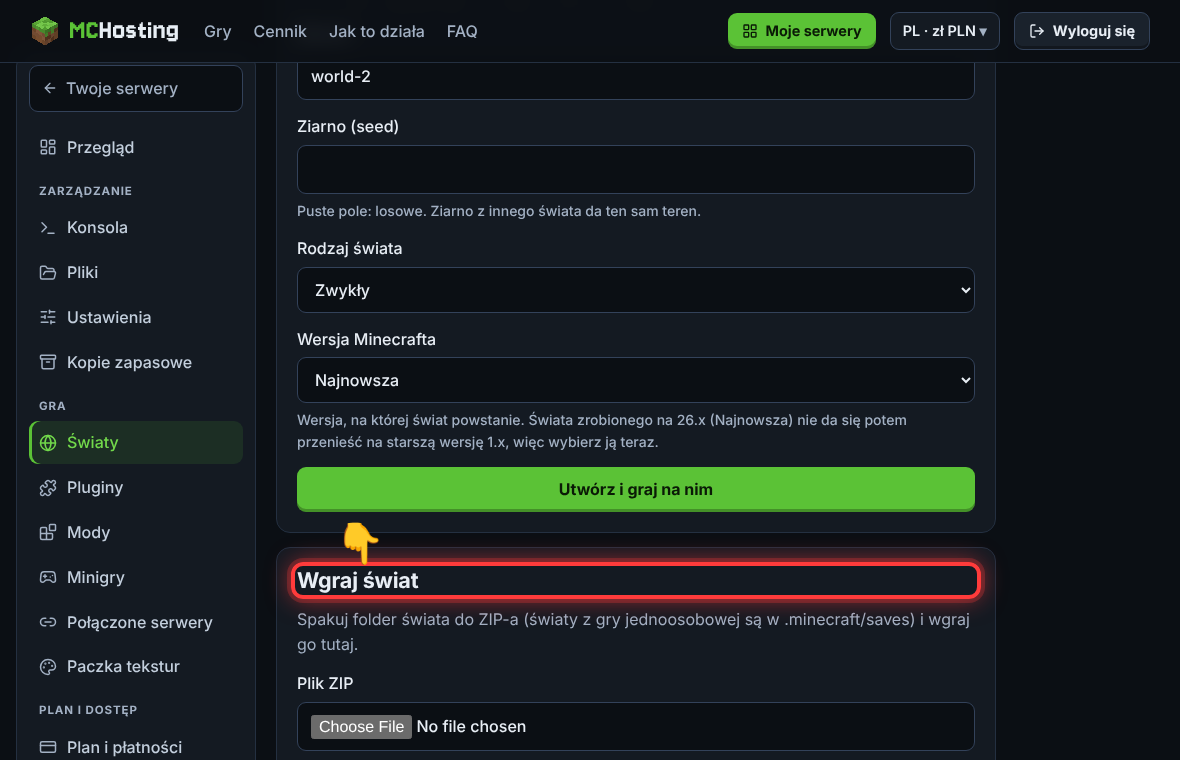 MCHosting
Gry
Cennik
Jak to działa
FAQ
Moje serwery
PL · zł PLN ▾
Wyloguj się
Twoje serwery
Przegląd
ZARZĄDZANIE
Konsola
Pliki
Ustawienia
Kopie zapasowe
GRA
Światy
Pluginy
Mody
Minigry
Połączone serwery
Paczka tekstur
PLAN I DOSTĘP
Plan i płatności
world-2
Ziarno (seed)
Puste pole: losowe. Ziarno z innego świata da ten sam teren.
Rodzaj świata
Zwykły
Wersja Minecrafta
Najnowsza
Wersja, na której świat powstanie. Świata zrobionego na 26.x (Najnowsza) nie da się potem
przenieść na starszą wersję 1.x, więc wybierz ją teraz.
Utwórz i graj na nim
Wgraj świat
Spakuj folder świata do ZIP-a (światy z gry jednoosobowej są w .minecraft/saves) i wgraj
go tutaj.
Plik ZIP
Choose File No file chosen